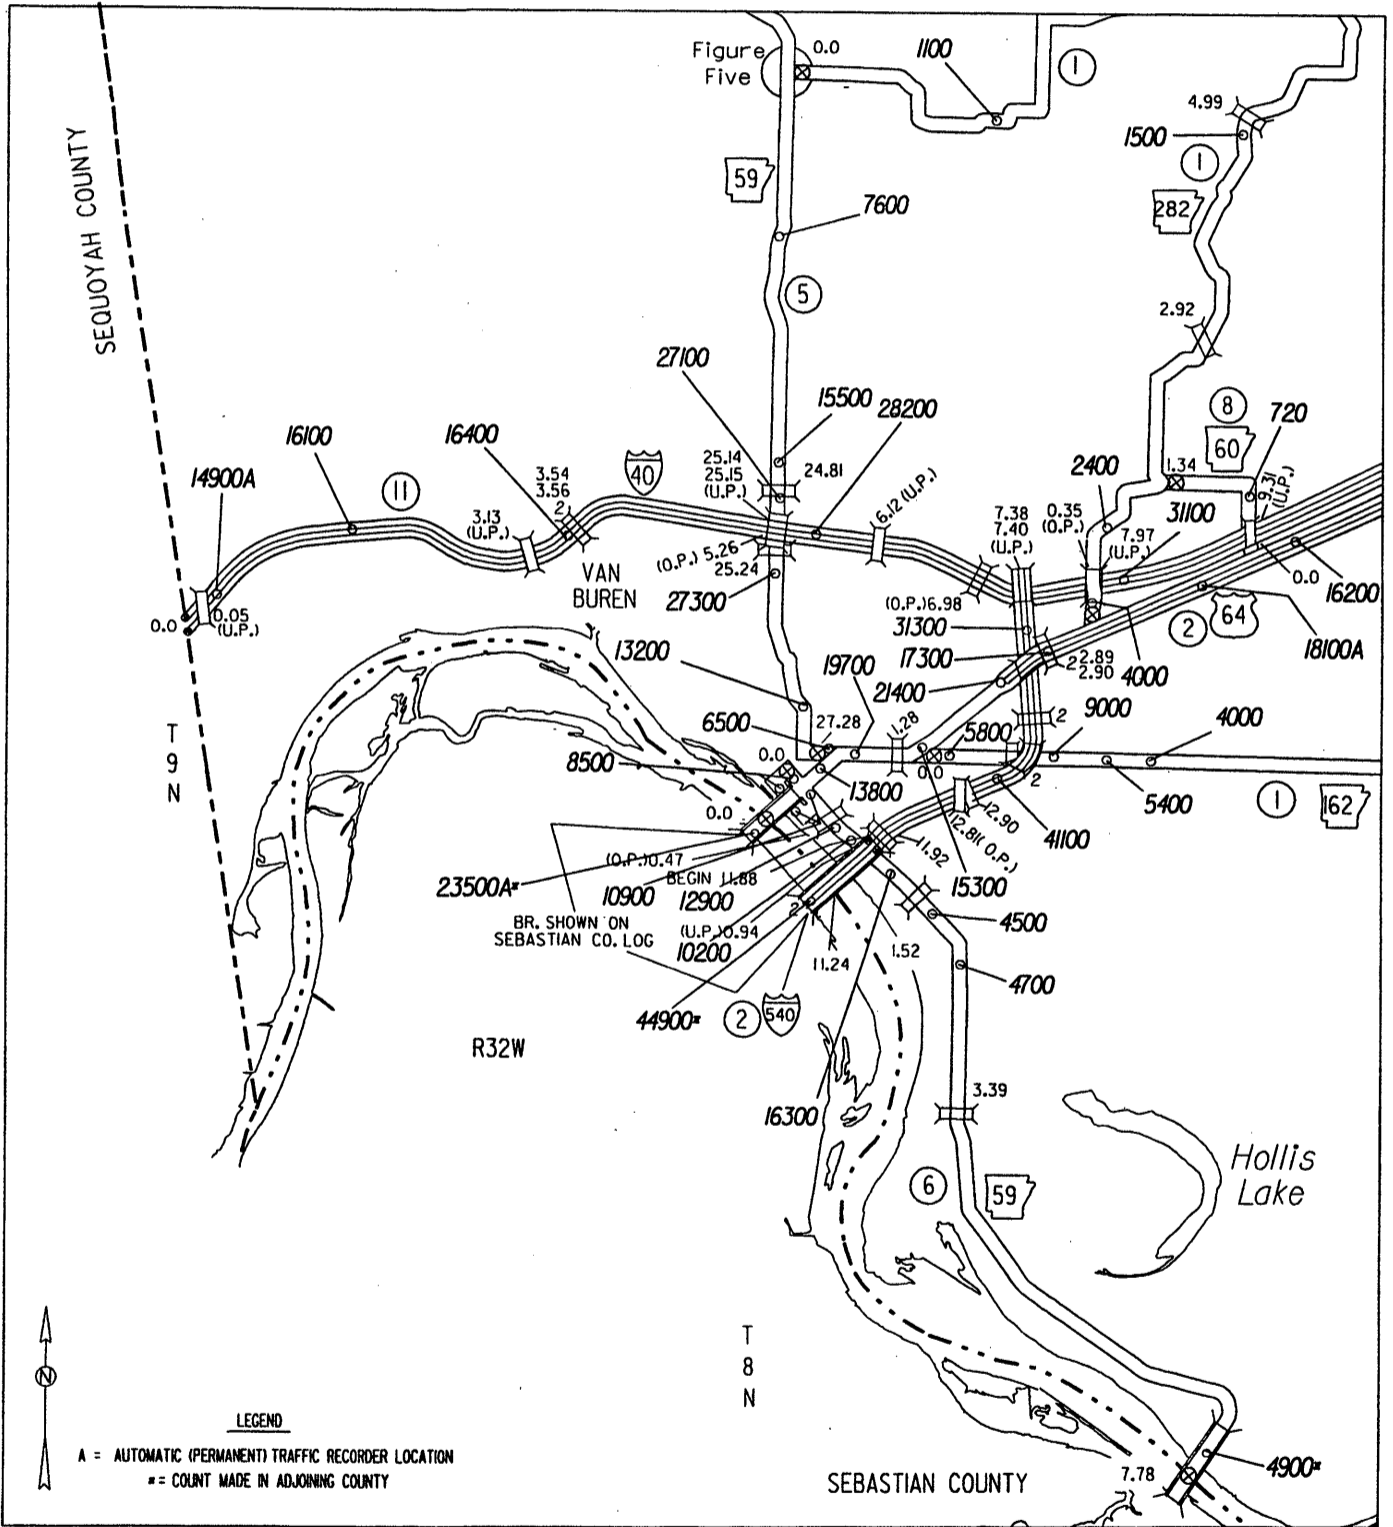 Figure
Five
0.0
1100
1
4.99
1500
1
282
SEQUOYAH COUNTY
59
7600
5
2.92
27100
15500
28200
8
60
720
16100
16400
14900A
11
3.54
3.56
2
40
25.14
25.15
(U.P.)
24.81
6.12 (U.P.)
2400
1.34
9.31
(U.P.)
31100
3.13
(U.P.)
7.38
7.40
(U.P.)
0.35
(O.P.)
7.97
(U.P.)
(O.P.) 5.26
25.24
VAN
BUREN
27300
0.0
0.05
(U.P.)
(O.P.)6.98
31300
17300
0.0
16200
2
64
18100A
13200
19700
21400
2
2.89
2.90
4000
6500
27.28
1.28
5800
2
9000
4000
T
9
N
8500
0.0
0.0
13800
2
5400
1
162
0.0
12.90
12.81( O.P.)
41100
(O.P.)0.47
11.92
23500A*
BEGIN 11.88
10900
12900
15300
4500
BR. SHOWN ON
SEBASTIAN CO. LOG
(U.P.)0.94
10200
2
11.24
1.52
4700
44900*
2
540
R32W
16300
3.39
Hollis
Lake
6
59
T
8
N
N
LEGEND
A = AUTOMATIC (PERMANENT) TRAFFIC RECORDER LOCATION
* = COUNT MADE IN ADJOINING COUNTY
SEBASTIAN COUNTY
7.78
4900*